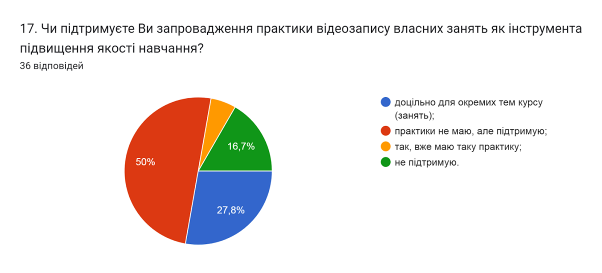 17. Чи підтримуєте Ви запровадження практики відеозапису власних занять як інструмента
підвищення якості навчання?
36 відповідей
доцільно для окремих тем курсу
(занять);
практики не маю, але підтримую;
так, вже маю таку практику;
не підтримую.
50%
16,7%
27,8%